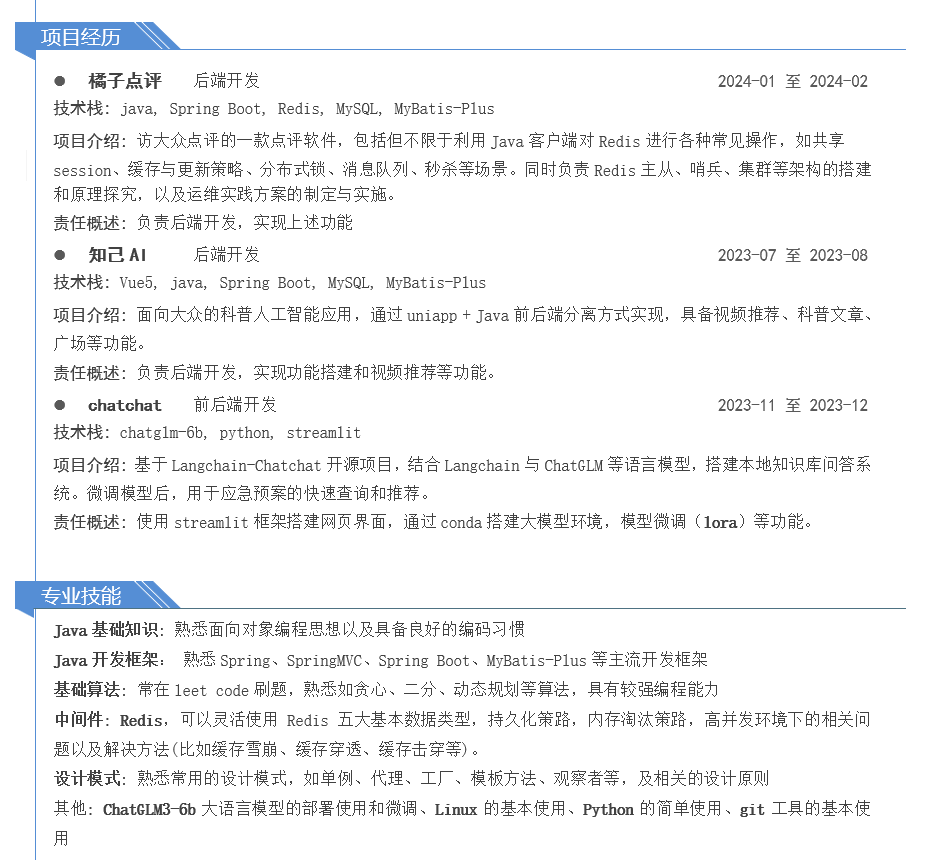 项目经历
● 橘子点评 后端开发 2024-01 至 2024-02
技术栈: java, Spring Boot, Redis, MySQL, MyBatis-Plus
项目介绍: 访大众点评的一款点评软件，包括但不限于利用 Java 客户端对 Redis 进行各种常见操作，如共享
session、缓存与更新策略、分布式锁、消息队列、秒杀等场景。同时负责 Redis 主从、哨兵、集群等架构的搭建
和原理探究，以及运维实践方案的制定与实施。
责任概述: 负责后端开发，实现上述功能
● 知己 AI 后端开发 2023-07 至 2023-08
技术栈: Vue5, java, Spring Boot, MySQL, MyBatis-Plus
项目介绍: 面向大众的科普人工智能应用，通过 uniapp + Java 前后端分离方式实现，具备视频推荐、科普文章、
广场等功能。
责任概述: 负责后端开发，实现功能搭建和视频推荐等功能。
● chatchat 前后端开发 2023-11 至 2023-12
技术栈: chatglm-6b, python, streamlit
项目介绍: 基于 Langchain-Chatchat 开源项目，结合 Langchain 与 ChatGLM 等语言模型，搭建本地知识库问答系
统。微调模型后，用于应急预案的快速查询和推荐。
责任概述: 使用 streamlit 框架搭建网页界面，通过 conda 搭建大模型环境，模型微调（lora）等功能。
专业技能
Java 基础知识: 熟悉面向对象编程思想以及具备良好的编码习惯
Java 开发框架： 熟悉 Spring、SpringMVC、Spring Boot、MyBatis-Plus 等主流开发框架
基础算法: 常在 leet code 刷题，熟悉如贪心、二分、动态规划等算法，具有较强编程能力
中间件: Redis，可以灵活使用 Redis 五大基本数据类型，持久化策路，内存淘汰策路，高并发环境下的相关问
题以及解决方法(比如缓存雪崩、缓存穿透、缓存击穿等)。
设计模式: 熟悉常用的设计模式，如单例、代理、工厂、模板方法、观察者等，及相关的设计原则
其他: ChatGLM3-6b 大语言模型的部署使用和微调、Linux 的基本使用、Python 的简单使用、git 工具的基本使
用